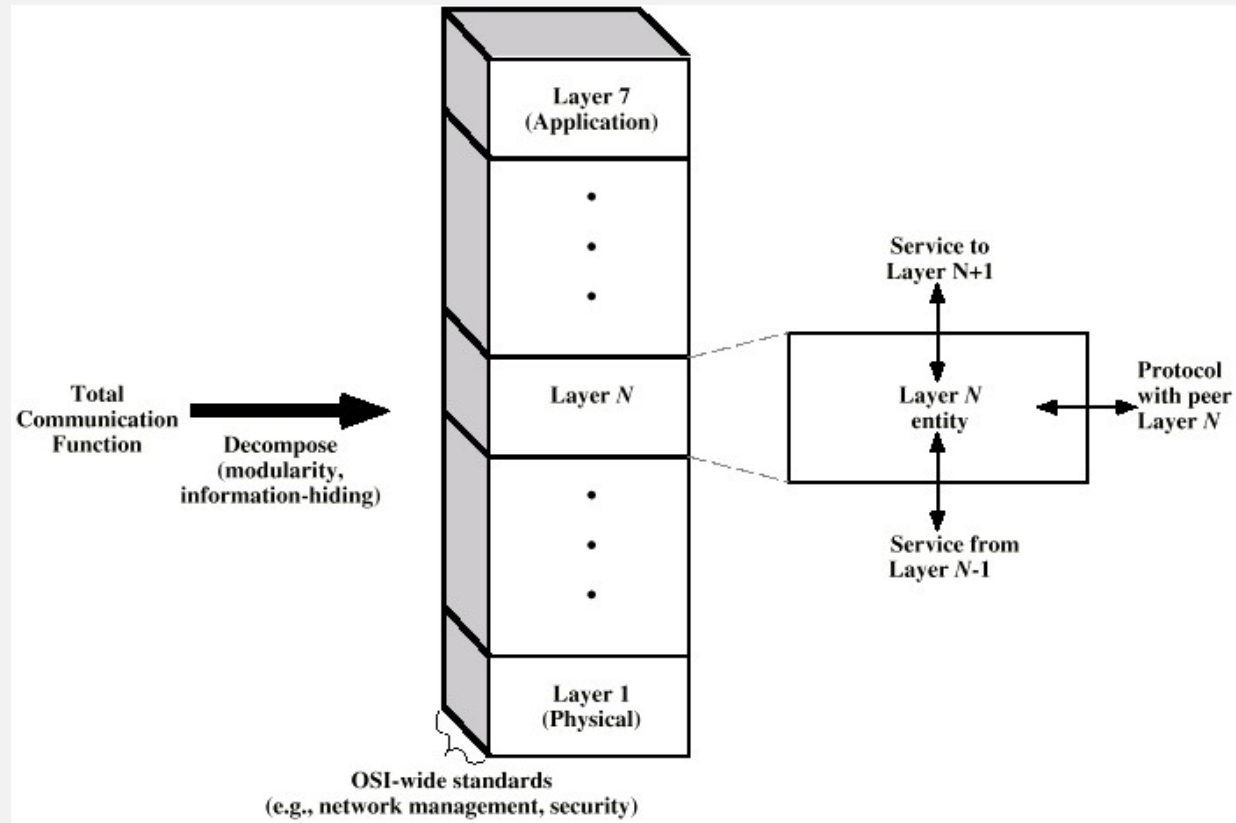 Layer 7
(Application)
Service to
Layer N+1
Total
Communication
Function
Decompose
(modularity,
information-hiding)
Layer N
Layer N
entity
Protocol
with peer
Layer N
Service from
Layer N-1
Layer 1
(Physical)
OSI-wide standards
(e.g., network management, security)